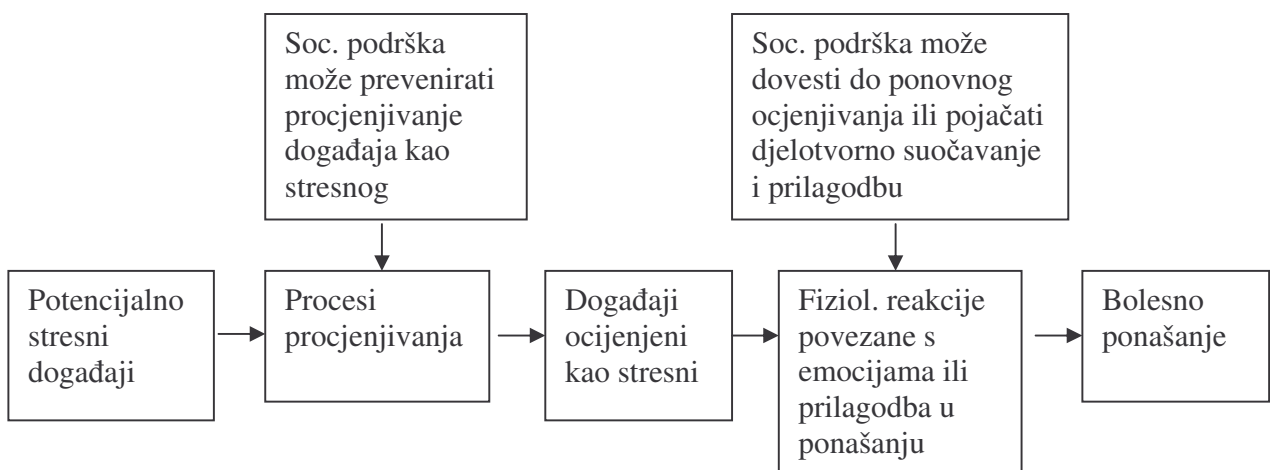 Soc. podrška
može prevenirati
procjenjivanje
događaja kao
stresnog
Soc. podrška može
dovesti do ponovnog
ocjenjivanja ili pojačati
djelotvorno suočavanje
i prilagodbu
Potencijalno
stresni
događaji
Procesi
procjenjivanja
Događaji
ocijenjeni
kao stresni
Fiziol. reakcije
povezane s
emocijama ili
prilagodba u
ponašanju
Bolesno
ponašanje